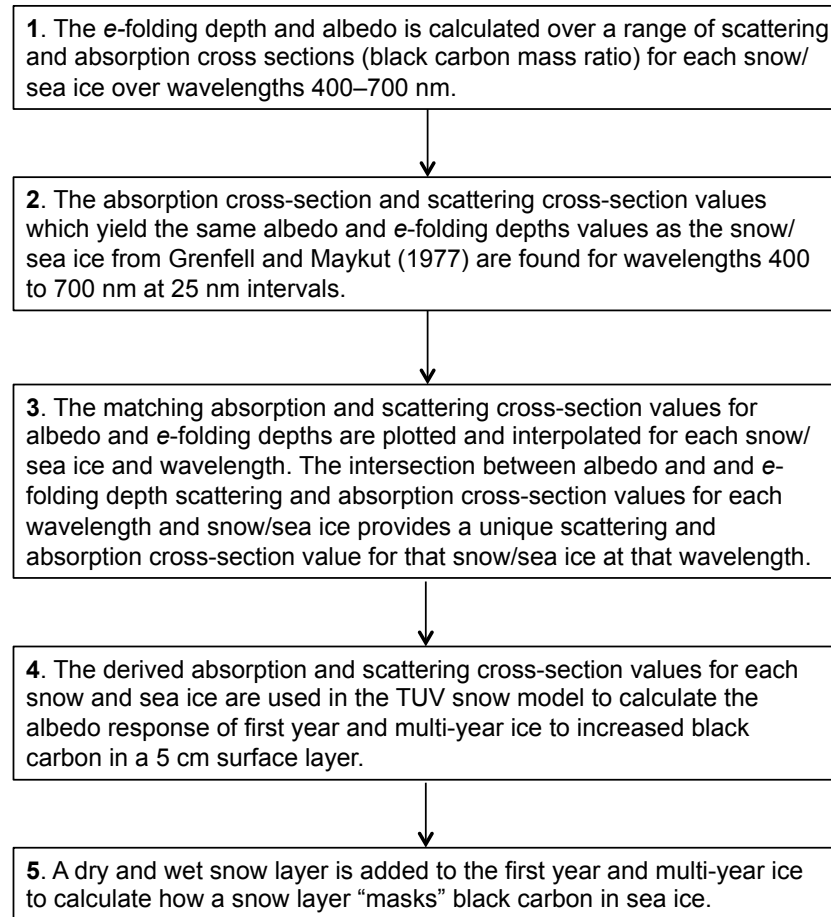 1. The e-folding depth and albedo is calculated over a range of scattering
and absorption cross sections (black carbon mass ratio) for each snow/
sea ice over wavelengths 400–700 nm.
2. The absorption cross-section and scattering cross-section values
which yield the same albedo and e-folding depths values as the snow/
sea ice from Grenfell and Maykut (1977) are found for wavelengths 400
to 700 nm at 25 nm intervals.
3. The matching absorption and scattering cross-section values for
albedo and e-folding depths are plotted and interpolated for each snow/
sea ice and wavelength. The intersection between albedo and and e-
folding depth scattering and absorption cross-section values for each
wavelength and snow/sea ice provides a unique scattering and
absorption cross-section value for that snow/sea ice at that wavelength.
4. The derived absorption and scattering cross-section values for each
snow and sea ice are used in the TUV snow model to calculate the
albedo response of first year and multi-year ice to increased black
carbon in a 5 cm surface layer.
5. A dry and wet snow layer is added to the first year and multi-year ice
to calculate how a snow layer “masks” black carbon in sea ice.